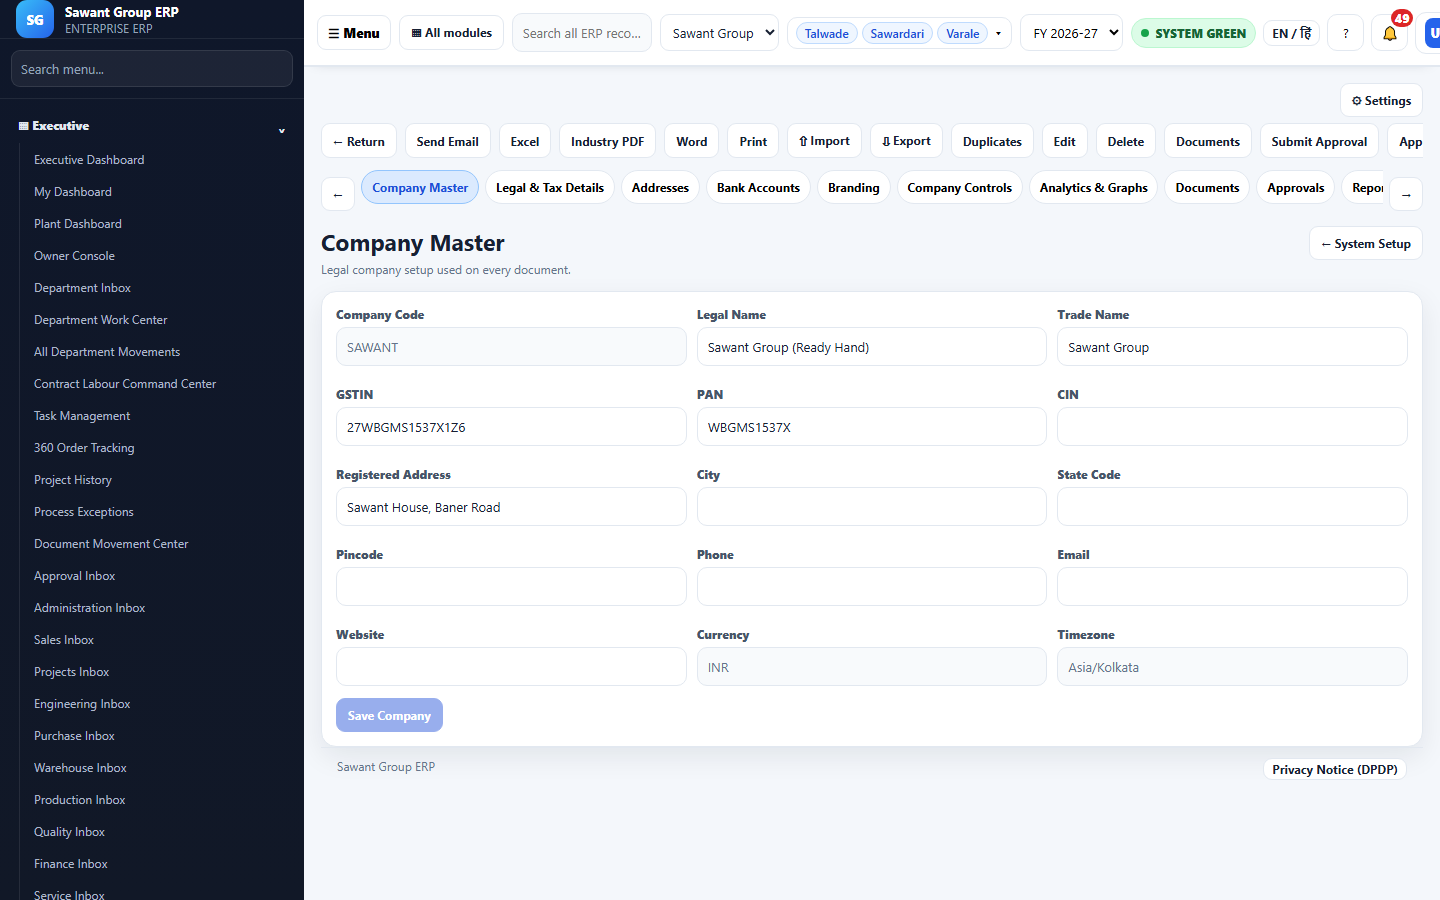 SG
Sawant Group ERP
ENTERPRISE ERP
Search menu...
Executive
Executive Dashboard
My Dashboard
Plant Dashboard
Owner Console
Department Inbox
Department Work Center
All Department Movements
Contract Labour Command Center
Task Management
360 Order Tracking
Project History
Process Exceptions
Document Movement Center
Approval Inbox
Administration Inbox
Sales Inbox
Projects Inbox
Engineering Inbox
Purchase Inbox
Warehouse Inbox
Production Inbox
Quality Inbox
Finance Inbox
Service Inbox
☰ Menu
All modules
Search all ERP reco...
Sawant Group
Talwade Sawardari Varale
FY 2026-27
SYSTEM GREEN
EN / हिं
?
49
U
⚙ Settings
← Return
Send Email
Excel
Industry PDF
Word
Print
⇧ Import
⇩ Export
Duplicates
Edit
Delete
Documents
Submit Approval
App
←
Company Master
Legal & Tax Details
Addresses
Bank Accounts
Branding
Company Controls
Analytics & Graphs
Documents
Approvals
Repor
→
Company Master
← System Setup
Legal company setup used on every document.
Company Code
Legal Name
Trade Name
SAWANT
Sawant Group (Ready Hand)
Sawant Group
GSTIN
PAN
CIN
27WBGMS1537X1Z6
WBGMS1537X
Registered Address
City
State Code
Sawant House, Baner Road
Pincode
Phone
Email
Website
Currency
Timezone
INR
Asia/Kolkata
Save Company
Sawant Group ERP
Privacy Notice (DPDP)